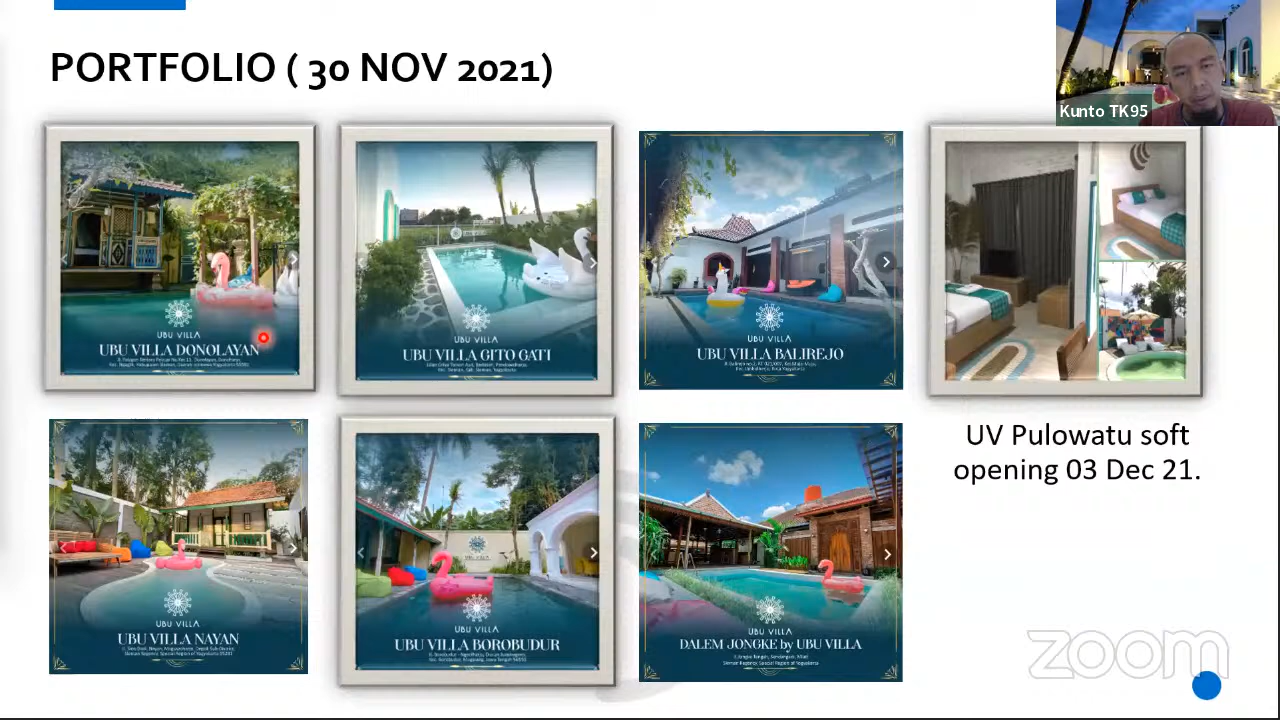 PORTFOLIO ( 30 NOV 2021)
Kunto TK95
UBU VILLA
UBU VILLA DONOLAYAN
UBU VILLA
UBU VILLA GITO GATI
UBU VILLA
UBU VILLA BALIREJO
UV Pulowatu soft
opening 03 Dec 21.
UBU VILLA
UBU VILLA NAYAN
UBU VILLA
UBU VILLA
UBU VILLA BOROBUDUR
UBU VILLA
DALEM JONGKE by UBU VILLA
zoom